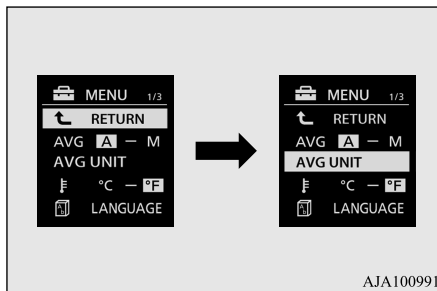 MENU 1/3
RETURN
AVG A – M
AVG UNIT
°C – °F
LANGUAGE
MENU 1/3
RETURN
AVG A – M
AVG UNIT
°C – °F
LANGUAGE
AJA100991